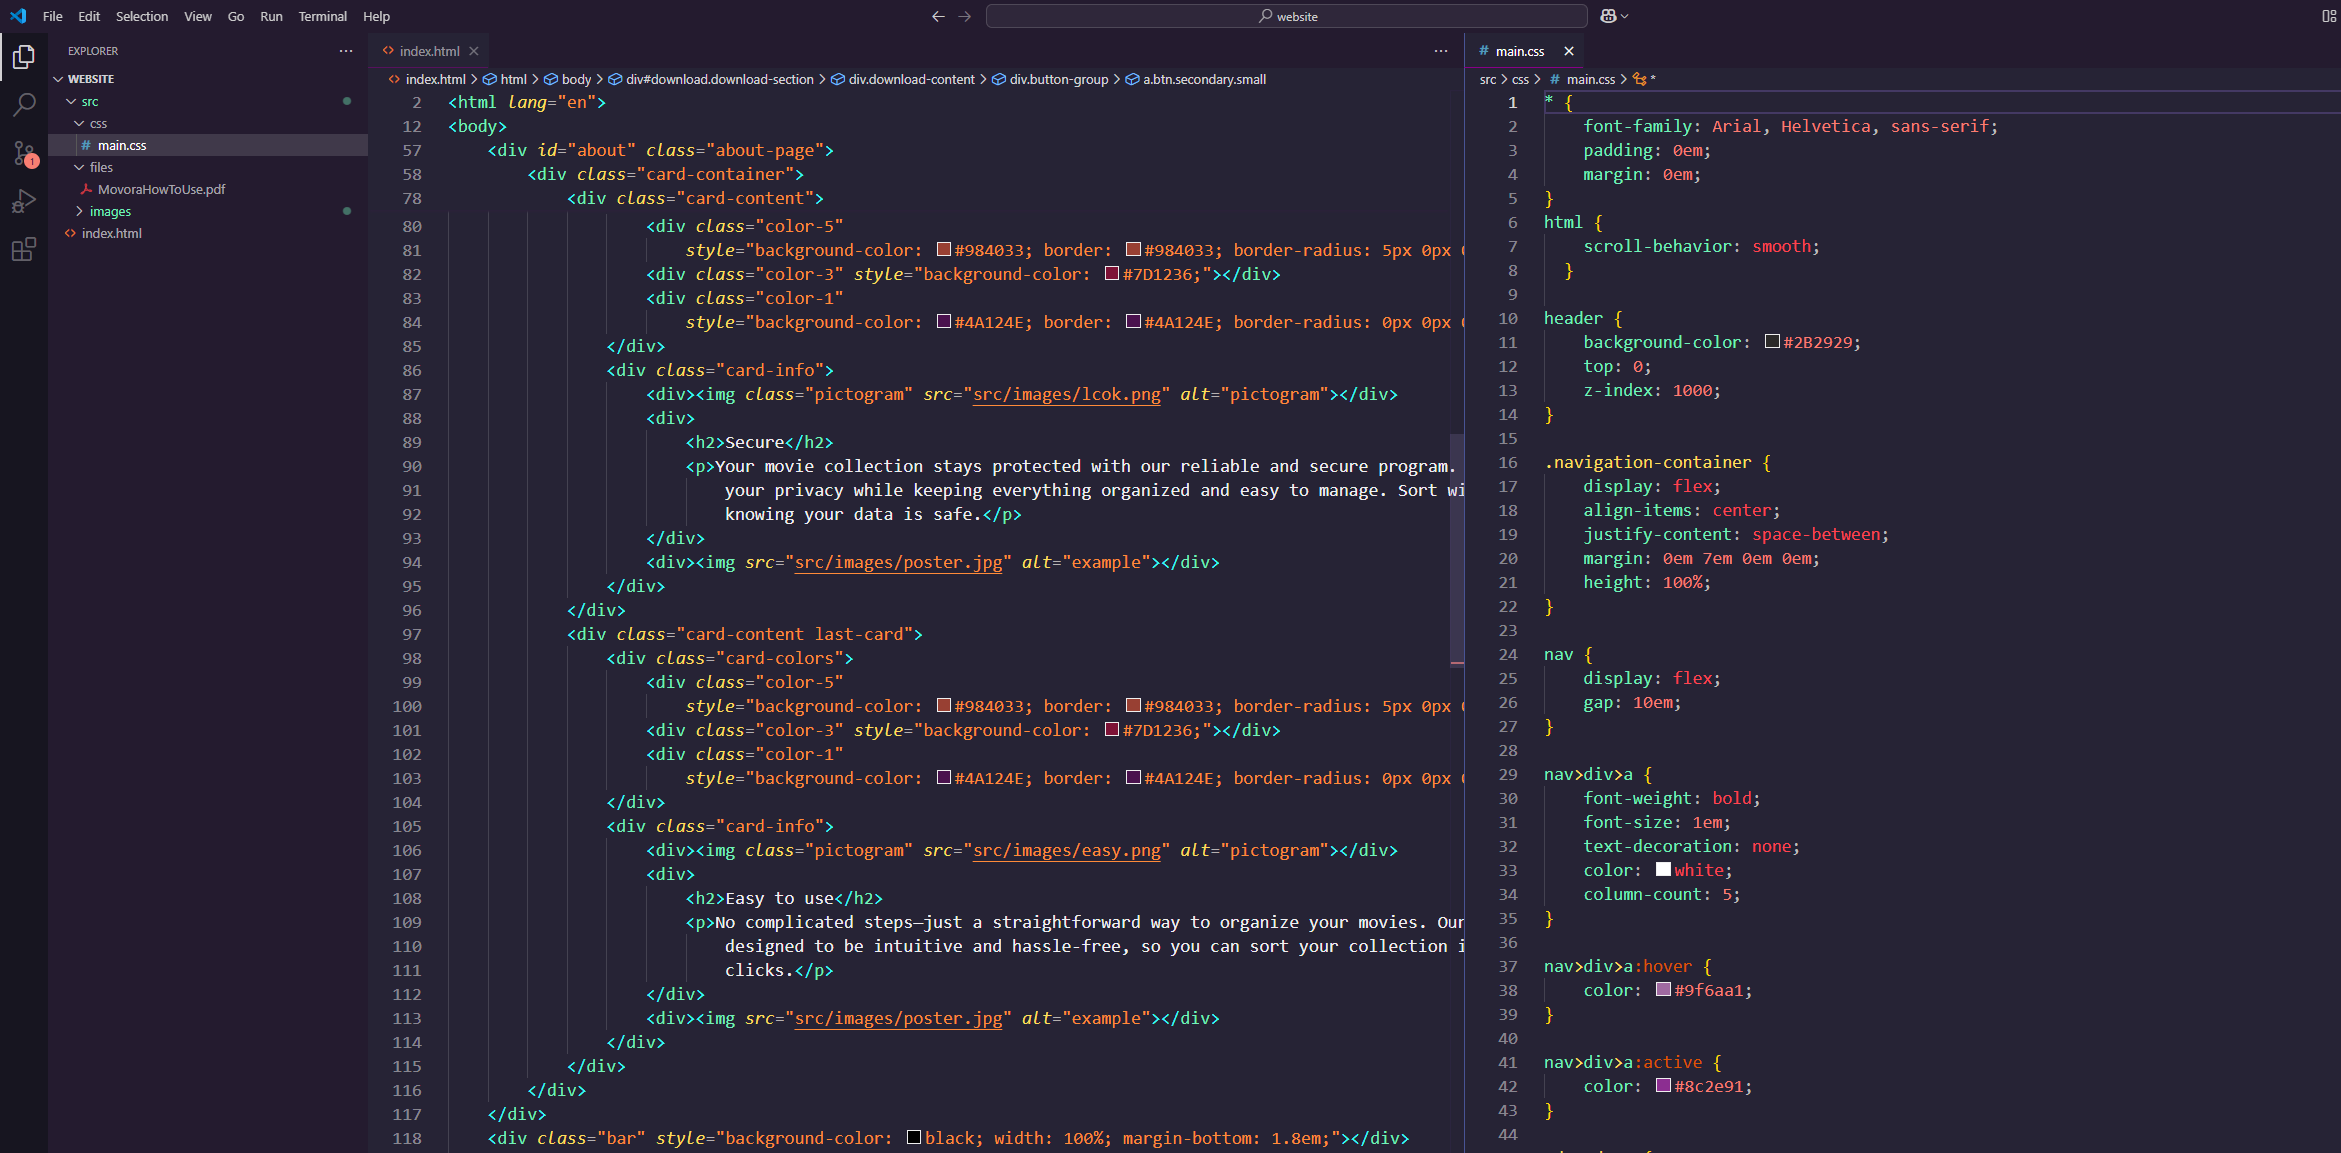 File Edit Selection View Go Run Terminal Help
website
EXPLORER
WEBSITE
src
css
# main.css
files
MovoraHowToUse.pdf
images
index.html
1
index.html
index.html > html > body > div#download.download-section > div.download-content > div.button-group > a.btn.secondary.small
2 <html lang="en">
12 <body>
57 <div id="about" class="about-page">
58 <div class="card-container">
78 <div class="card-content">
80 <div class="color-5"
81 style="background-color: #984033; border: #984033; border-radius: 5px 0px
82 <div class="color-3" style="background-color: #7D1236;"></div>
83 <div class="color-1"
84 style="background-color: #4A124E; border: #4A124E; border-radius: 0px 0px
85 </div>
86 <div class="card-info">
87 <div><img class="pictogram" src="src/images/lcok.png" alt="pictogram"></div>
88 <div>
89 <h2>Secure</h2>
90 <p>Your movie collection stays protected with our reliable and secure program.
91 your privacy while keeping everything organized and easy to manage. Sort wi
92 knowing your data is safe.</p>
93 </div>
94 <div><img src="src/images/poster.jpg" alt="example"></div>
95 </div>
96 </div>
97 <div class="card-content last-card">
98 <div class="card-colors">
99 <div class="color-5"
100 style="background-color: #984033; border: #984033; border-radius: 5px 0px
101 <div class="color-3" style="background-color: #7D1236;"></div>
102 <div class="color-1"
103 style="background-color: #4A124E; border: #4A124E; border-radius: 0px 0px
104 </div>
105 <div class="card-info">
106 <div><img class="pictogram" src="src/images/easy.png" alt="pictogram"></div>
107 <div>
108 <h2>Easy to use</h2>
109 <p>No complicated steps—just a straightforward way to organize your movies. Our
110 designed to be intuitive and hassle-free, so you can sort your collection i
111 clicks.</p>
112 </div>
113 <div><img src="src/images/poster.jpg" alt="example"></div>
114 </div>
115 </div>
116 </div>
117 </div>
118 <div class="bar" style="background-color: black; width: 100%; margin-bottom: 1.8em;"></div>
# main.css
src > css > # main.css > *
1 * {
2 font-family: Arial, Helvetica, sans-serif;
3 padding: 0em;
4 margin: 0em;
5 }
6 html {
7 scroll-behavior: smooth;
8 }
9
10 header {
11 background-color: #2B2929;
12 top: 0;
13 z-index: 1000;
14 }
15
16 .navigation-container {
17 display: flex;
18 align-items: center;
19 justify-content: space-between;
20 margin: 0em 7em 0em 0em;
21 height: 100%;
22 }
23
24 nav {
25 display: flex;
26 gap: 10em;
27 }
28
29 nav>div>a {
30 font-weight: bold;
31 font-size: 1em;
32 text-decoration: none;
33 color: white;
34 column-count: 5;
35 }
36
37 nav>div>a:hover {
38 color: #9f6aa1;
39 }
40
41 nav>div>a:active {
42 color: #8c2e91;
43 }
44